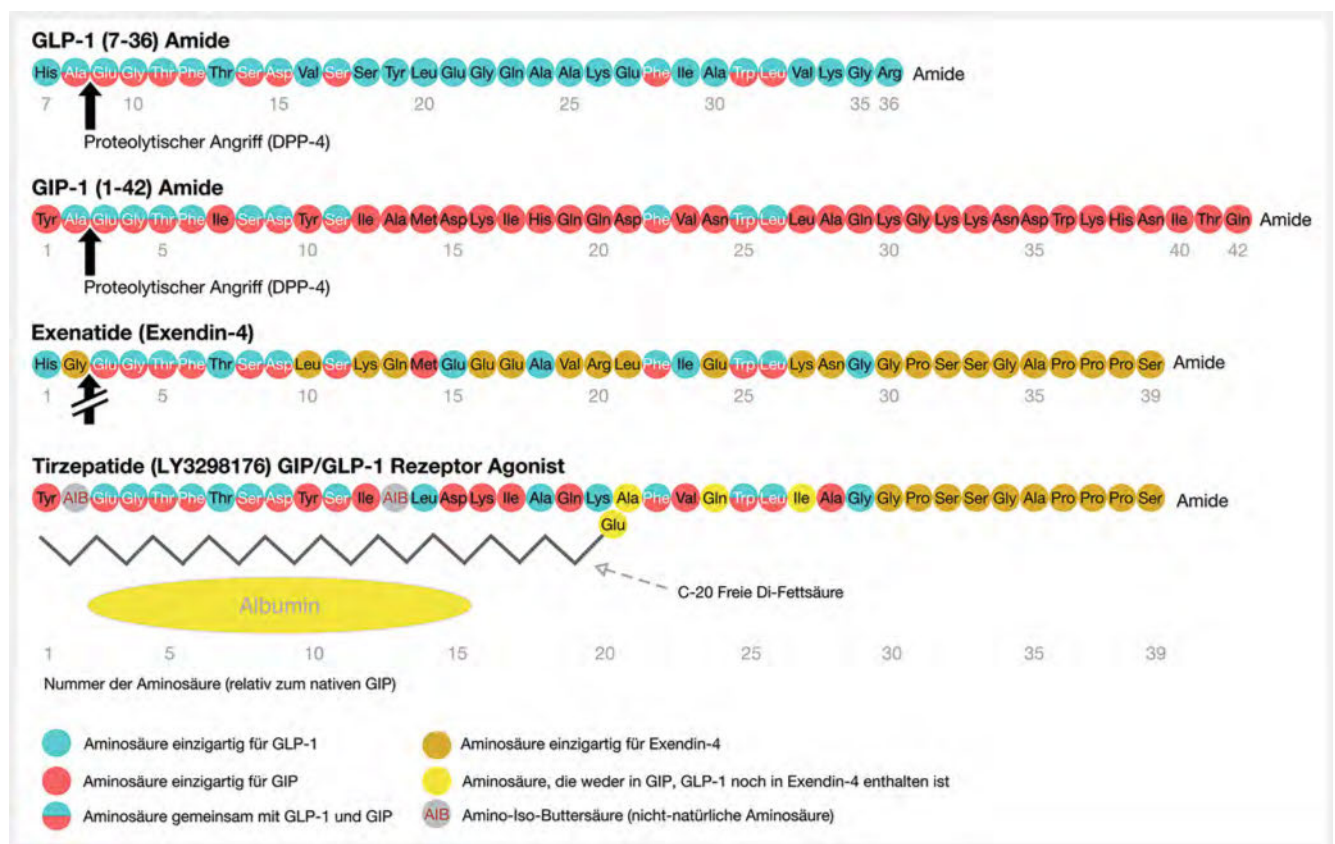 GLP-1 (7-36) Amide
His Ala Glu Gly Thr Phe Thr Ser Asp Val Ser Ser Tyr Leu Glu Gly Gln Ala Ala Lys Glu Phe Ile Ala Trp Leu Val Lys Gly Arg Amide
7 10 15 20 25 30 35 36
Proteolytischer Angriff (DPP-4)
GIP-1 (1-42) Amide
Tyr Ala Glu Gly Thr Phe Ile Ser Asp Tyr Ser Ile Ala Met Asp Lys Ile His Gln Gln Asp Phe Val Asn Trp Leu Leu Ala Gln Lys Gly Lys Lys Asn Asp Trp Lys His Asn Ile Thr Gln Amide
1 5 10 15 20 25 30 35 40 42
Proteolytischer Angriff (DPP-4)
Exenatide (Exendin-4)
His Gly Glu Gly Thr Phe Thr Ser Asp Leu Ser Lys Gln Met Glu Glu Glu Ala Val Arg Leu Phe Ile Glu Trp Leu Lys Asn Gly Gly Pro Ser Ser Gly Ala Pro Pro Pro Ser Amide
1 5 10 15 20 25 30 35 39
Tirzepatide (LY3298176) GIP/GLP-1 Rezeptor Agonist
Tyr AIB Glu Gly Thr Phe Thr Ser Asp Tyr Ser Ile AIB Leu Asp Lys Ile Ala Gln Lys Ala Phe Val Gln Trp Leu Ile Ala Gly Gly Pro Ser Ser Gly Ala Pro Pro Pro Ser Amide
Glu
C-20 Freie Di-Fettsäure
Albumin
1 5 10 15 20 25 30 35 39
Nummer der Aminosäure (relativ zum nativen GIP)
Aminosäure einzigartig für GLP-1
Aminosäure einzigartig für GIP
Aminosäure gemeinsam mit GLP-1 und GIP
Aminosäure einzigartig für Exendin-4
Aminosäure, die weder in GIP, GLP-1 noch in Exendin-4 enthalten ist
AIB Amino-Iso-Buttersäure (nicht-natürliche Aminosäure)